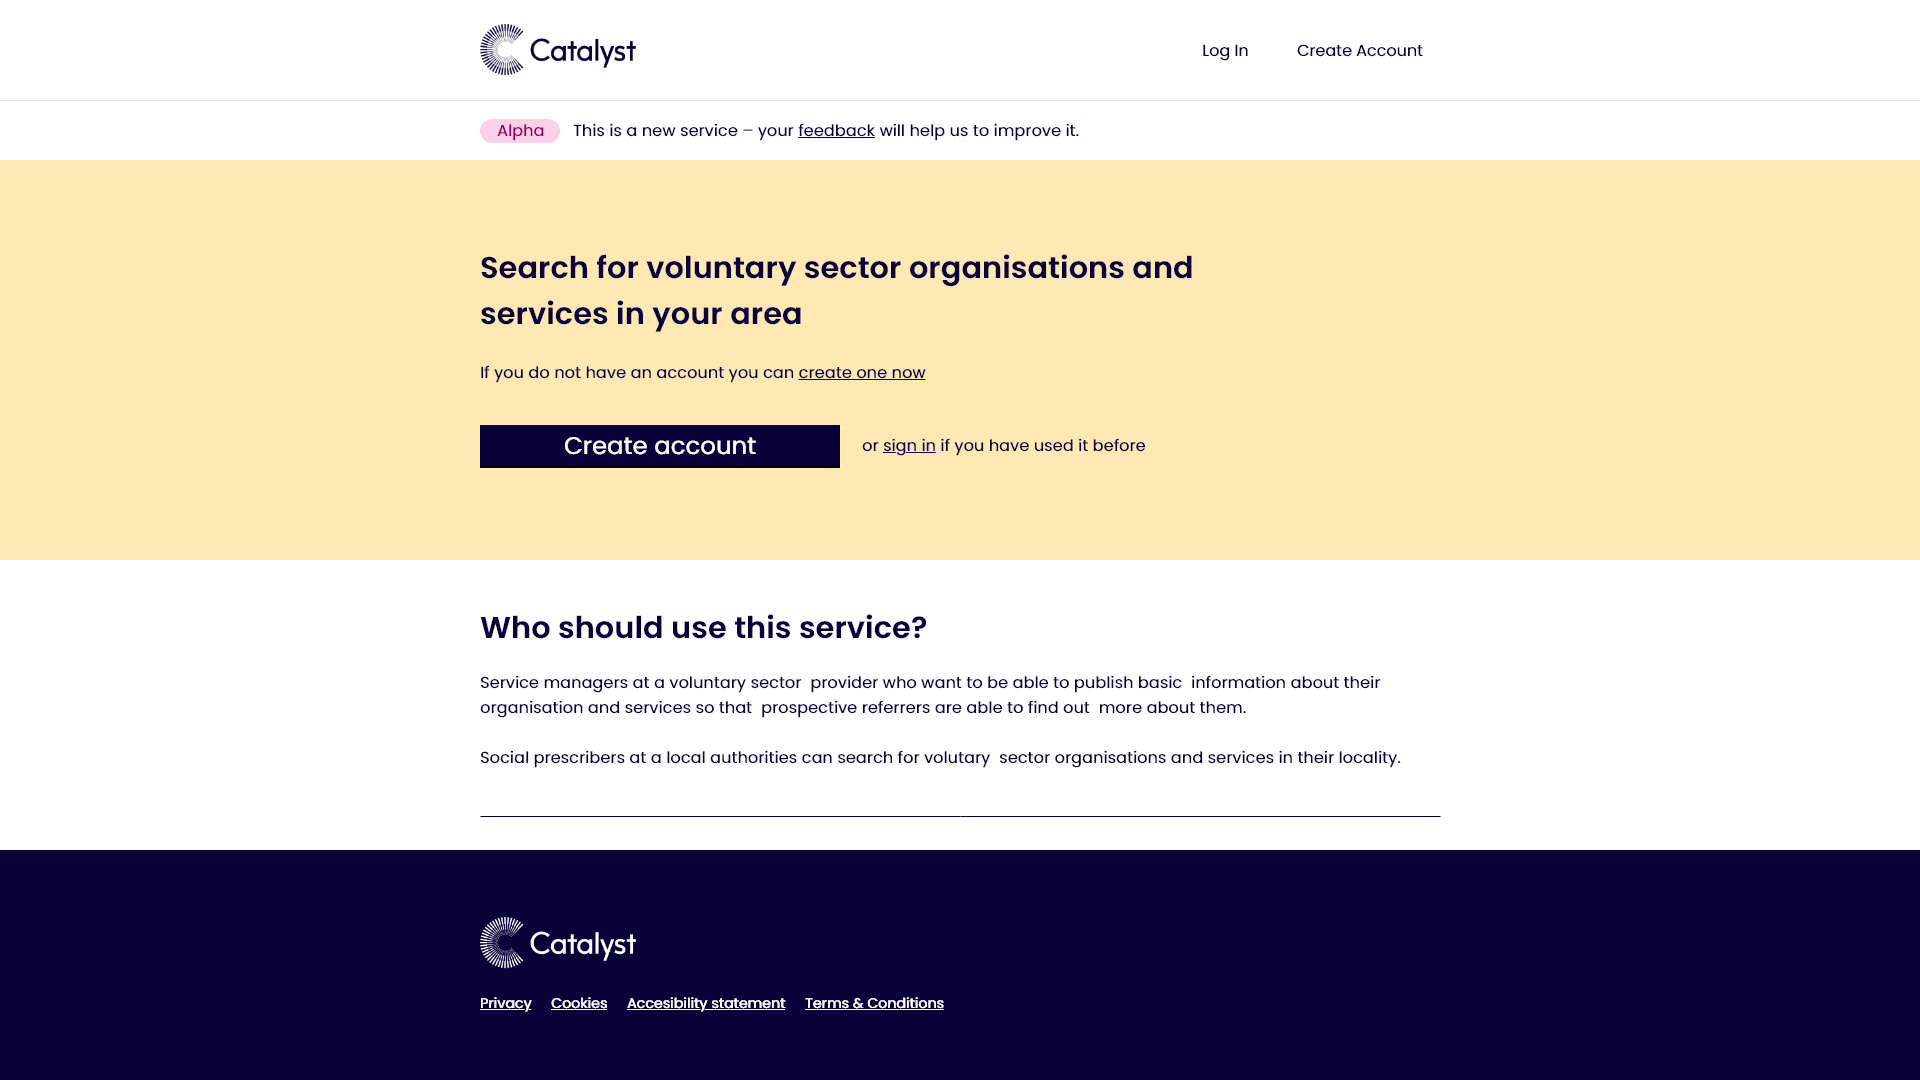 Catalyst
Log In
Create Account
Alpha
This is a new service – your feedback will help us to improve it.
Search for voluntary sector organisations and
services in your area
If you do not have an account you can create one now
Create account
or sign in if you have used it before
Who should use this service?
Service managers at a voluntary sector  provider who want to be able to publish basic  information about their
organisation and services so that  prospective referrers are able to find out  more about them.
Social prescribers at a local authorities can search for volutary  sector organisations and services in their locality.
Catalyst
Privacy
Cookies
Accesibility statement
Terms & Conditions